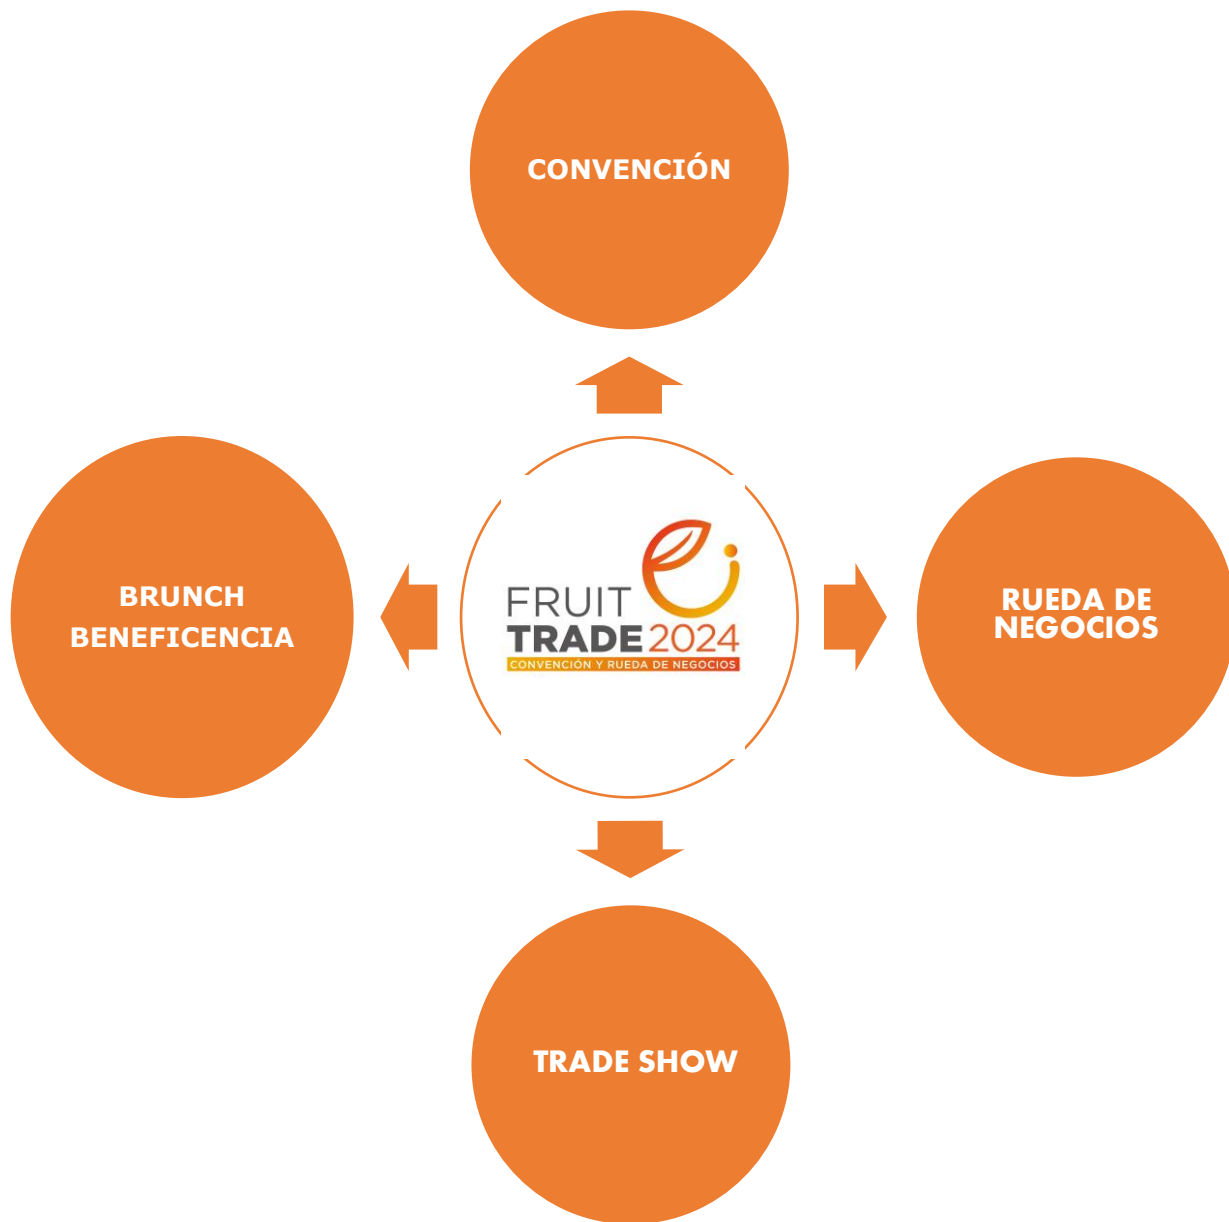 CONVENCIÓN
BRUNCH
BENEFICENCIA
FRUIT
TRADE 2024
CONVENCIÓN Y RUEDA DE NEGOCIOS
RUEDA DE
NEGOCIOS
TRADE SHOW